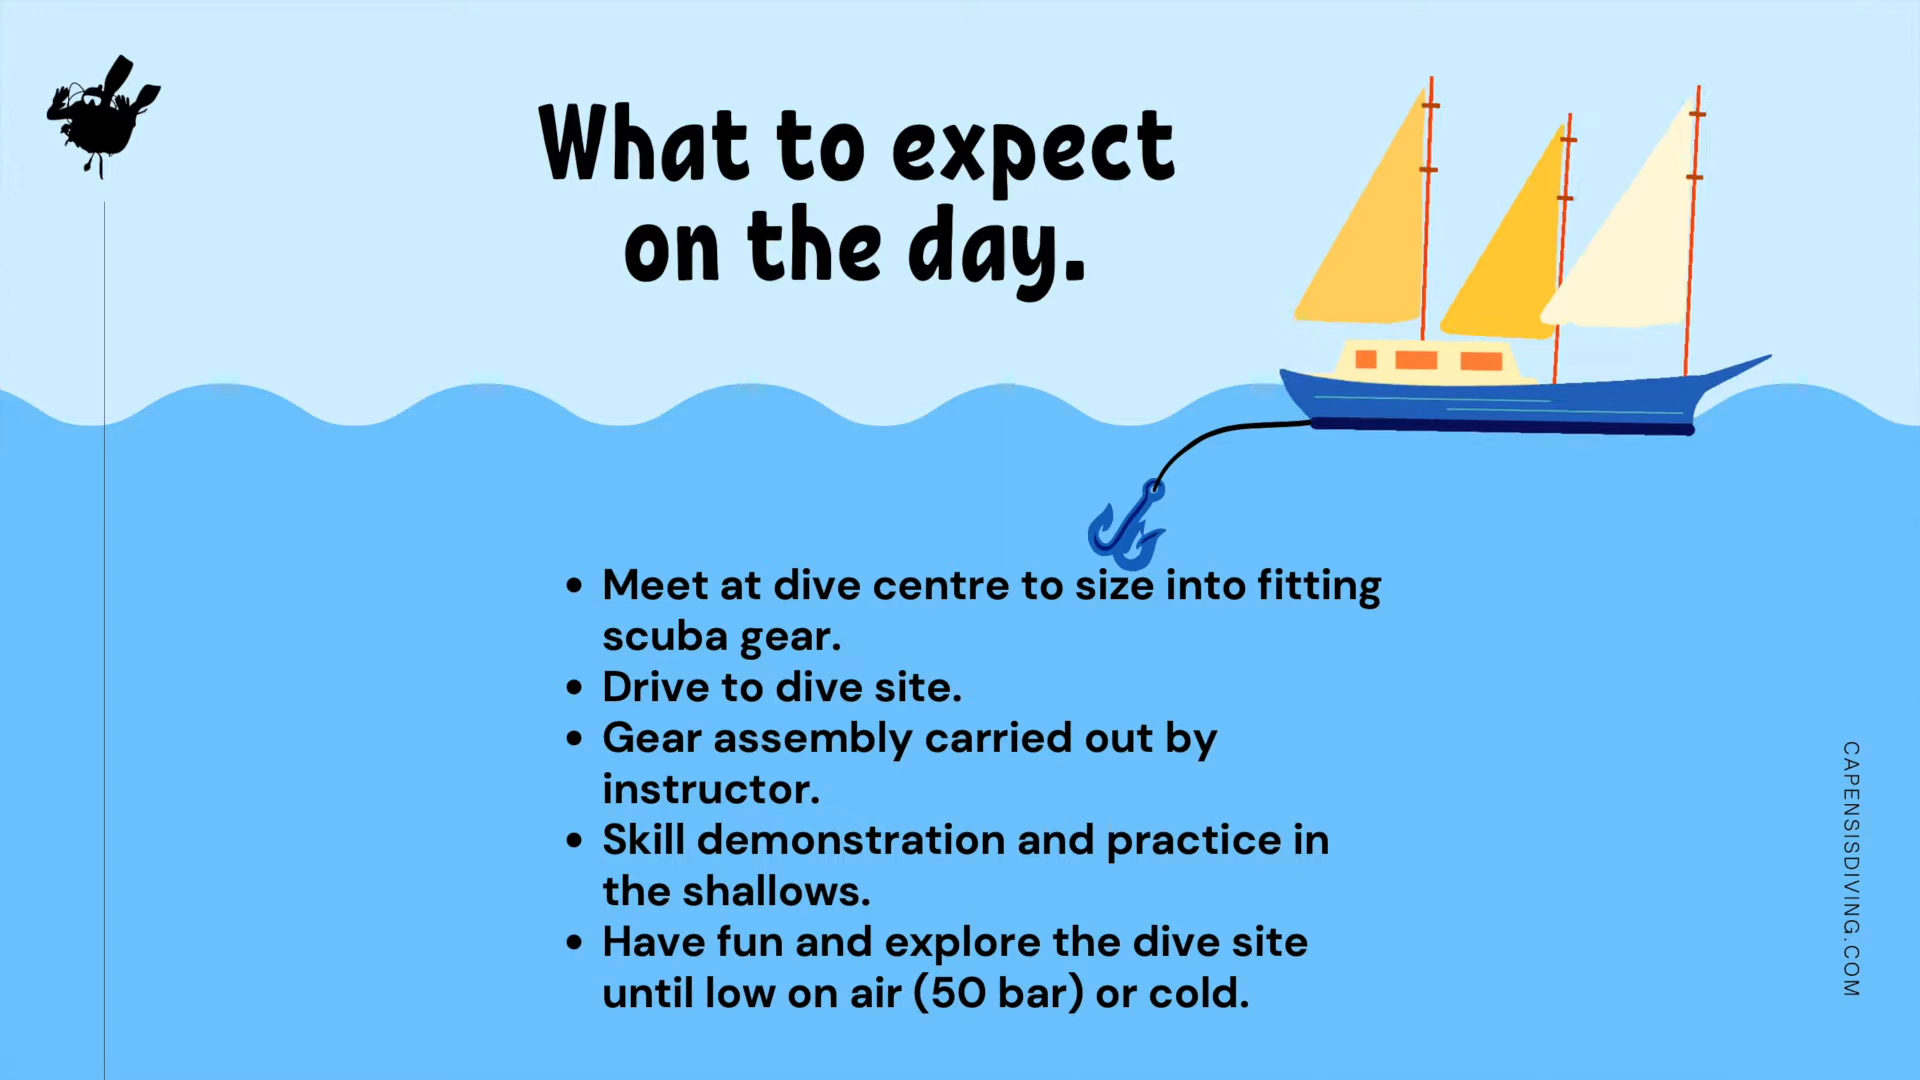 What to expect
on the day.
• Meet at dive centre to size into fitting
scuba gear.
• Drive to dive site.
• Gear assembly carried out by
instructor.
• Skill demonstration and practice in
the shallows.
• Have fun and explore the dive site
until low on air (50 bar) or cold.
CAPENSISDIVING.COM